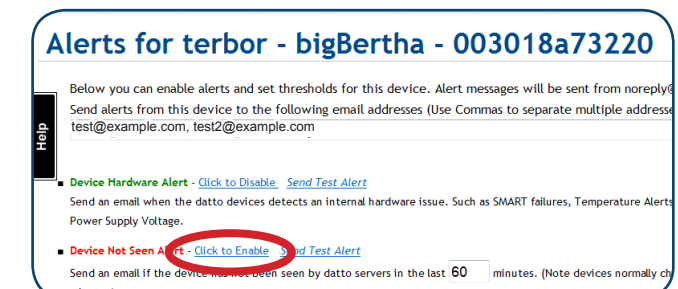 Alerts for terbor - bigBertha - 003018a73220
Below you can enable alerts and set thresholds for this device. Alert messages will be sent from noreply@
Send alerts from this device to the following email addresses (Use Commas to separate multiple addresse
test@example.com, test2@example.com
Help
Device Hardware Alert - Click to Disable Send Test Alert
Send an email when the datto devices detects an internal hardware issue. Such as SMART failures, Temperature Alerts
Power Supply Voltage.
Device Not Seen Alert - Click to Enable Send Test Alert
Send an email if the device has not been seen by datto servers in the last 60 minutes. (Note devices normally ch